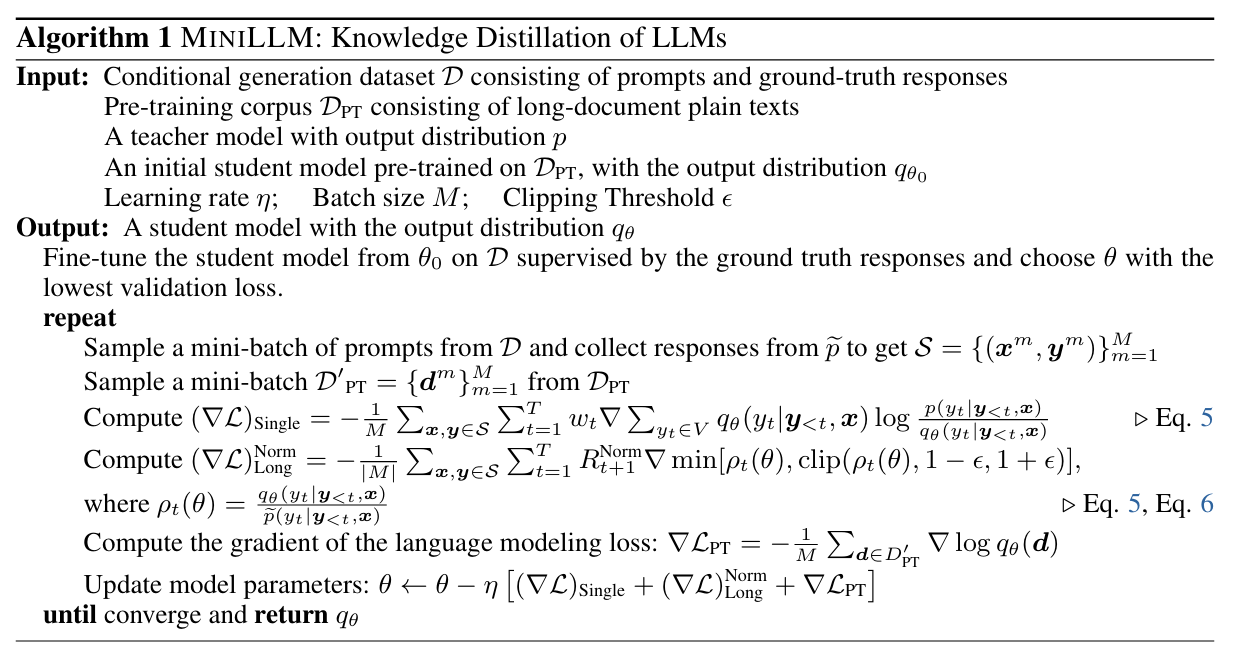 Algorithm 1 MINILLM: Knowledge Distillation of LLMs
Input: Conditional generation dataset $\mathcal{D}$ consisting of prompts and ground-truth responses
Pre-training corpus $\mathcal{D}_{\text{PT}}$ consisting of long-document plain texts
A teacher model with output distribution $p$
An initial student model pre-trained on $\mathcal{D}_{\text{PT}}$, with the output distribution $q_{\theta_0}$
Learning rate $\eta$; Batch size $M$; Clipping Threshold $\epsilon$
Output: A student model with the output distribution $q_\theta$
Fine-tune the student model from $\theta_0$ on $\mathcal{D}$ supervised by the ground truth responses and choose $\theta$ with the
lowest validation loss.
repeat
Sample a mini-batch of prompts from $\mathcal{D}$ and collect responses from $\widetilde{p}$ to get $\mathcal{S} = \{(\boldsymbol{x}^m, \boldsymbol{y}^m)\}_{m=1}^M$
Sample a mini-batch $\mathcal{D}'_{\text{PT}} = \{\boldsymbol{d}^m\}_{m=1}^M$ from $\mathcal{D}_{\text{PT}}$
Compute $(\nabla\mathcal{L})_{\text{Single}} = -\frac{1}{M} \sum_{\boldsymbol{x},\boldsymbol{y}\in\mathcal{S}} \sum_{t=1}^T w_t \nabla \sum_{y_t\in V} q_\theta(y_t|\boldsymbol{y}_{<t}, \boldsymbol{x}) \log \frac{p(y_t|\boldsymbol{y}_{<t},\boldsymbol{x})}{q_\theta(y_t|\boldsymbol{y}_{<t},\boldsymbol{x})}$ ▷ Eq. 5
Compute $(\nabla\mathcal{L})_{\text{Long}}^{\text{Norm}} = -\frac{1}{|M|} \sum_{\boldsymbol{x},\boldsymbol{y}\in\mathcal{S}} \sum_{t=1}^T R_{t+1}^{\text{Norm}} \nabla \min[\rho_t(\theta), \text{clip}(\rho_t(\theta), 1-\epsilon, 1+\epsilon)],$
where $\rho_t(\theta) = \frac{q_\theta(y_t|\boldsymbol{y}_{<t},\boldsymbol{x})}{\widetilde{p}(y_t|\boldsymbol{y}_{<t},\boldsymbol{x})}$ ▷ Eq. 5, Eq. 6
Compute the gradient of the language modeling loss: $\nabla\mathcal{L}_{\text{PT}} = -\frac{1}{M} \sum_{\boldsymbol{d}\in D'_{\text{PT}}} \nabla \log q_\theta(\boldsymbol{d})$
Update model parameters: $\theta \leftarrow \theta - \eta \left[(\nabla\mathcal{L})_{\text{Single}} + (\nabla\mathcal{L})_{\text{Long}}^{\text{Norm}} + \nabla\mathcal{L}_{\text{PT}}\right]$
until converge and return $q_\theta$